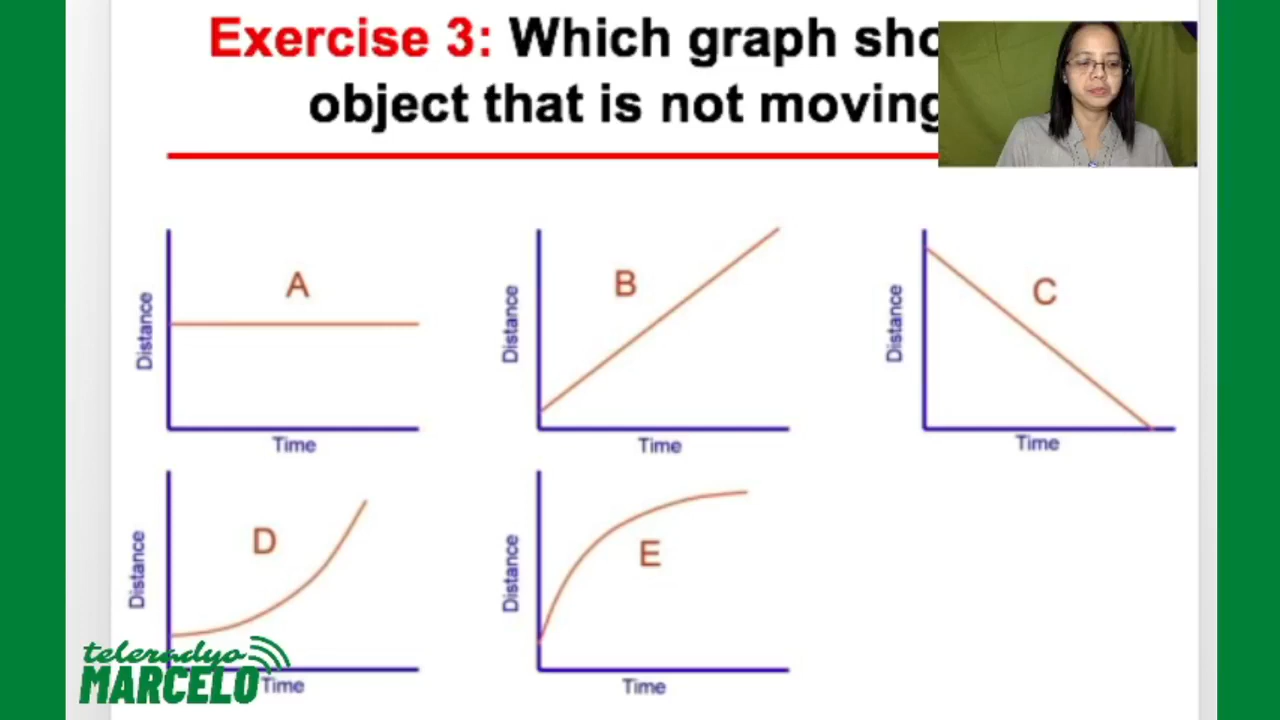 Exercise 3: Which graph
object that is not moving
A
B
C
Distance
Distance
Distance
Time
Time
Time
D
E
Distance
Distance
teleradyo
MARCELO
Time
Time